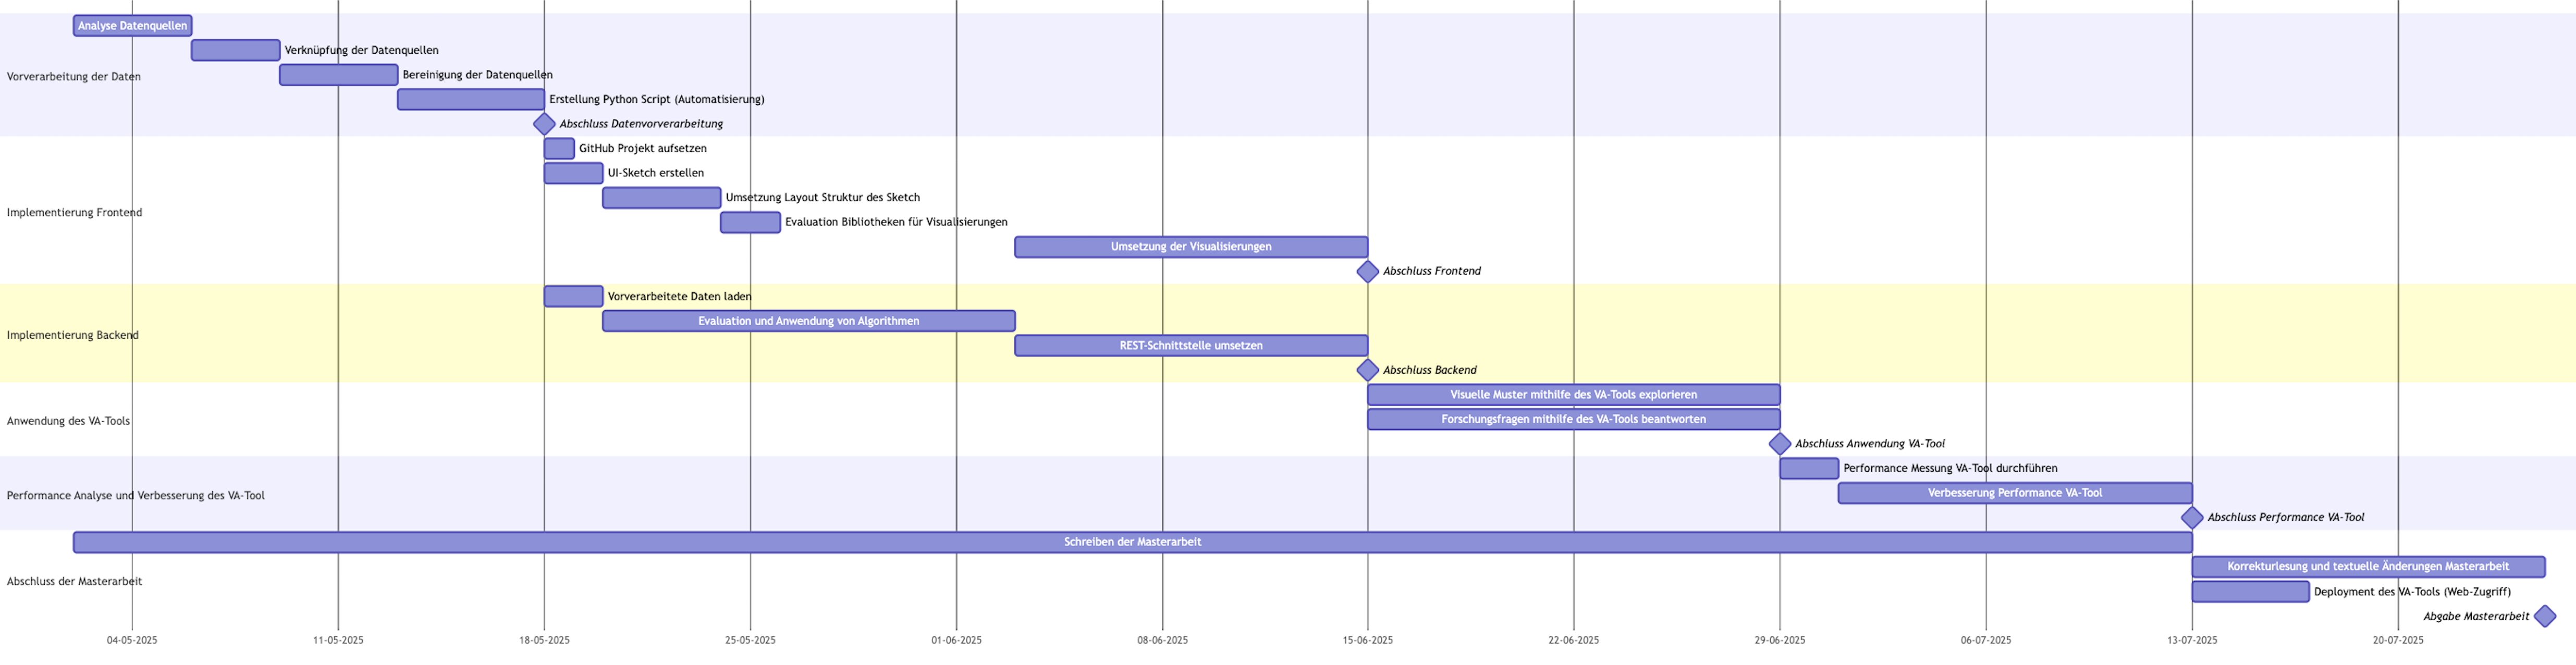 Analyse Datenquellen
Verknüpfung der Datenquellen
Vorverarbeitung der Daten
Bereinigung der Datenquellen
Erstellung Python Script (Automatisierung)
Abschluss Datenvorverarbeitung
GitHub Projekt aufsetzen
UI-Sketch erstellen
Umsetzung Layout Struktur des Sketch
Implementierung Frontend
Evaluation Bibliotheken für Visualisierungen
Umsetzung der Visualisierungen
Abschluss Frontend
Vorverarbeitete Daten laden
Evaluation und Anwendung von Algorithmen
Implementierung Backend
REST-Schnittstelle umsetzen
Abschluss Backend
Visuelle Muster mithilfe des VA-Tools explorieren
Anwendung des VA-Tools
Forschungsfragen mithilfe des VA-Tools beantworten
Abschluss Anwendung VA-Tool
Performance Messung VA-Tool durchführen
Performance Analyse und Verbesserung des VA-Tool
Verbesserung Performance VA-Tool
Abschluss Performance VA-Tool
Schreiben der Masterarbeit
Korrekturlesung und textuelle Änderungen Masterarbeit
Abschluss der Masterarbeit
Deployment des VA-Tools (Web-Zugriff)
Abgabe Masterarbeit
04-05-2025 11-05-2025 18-05-2025 25-05-2025 01-06-2025 08-06-2025 15-06-2025 22-06-2025 29-06-2025 06-07-2025 13-07-2025 20-07-2025